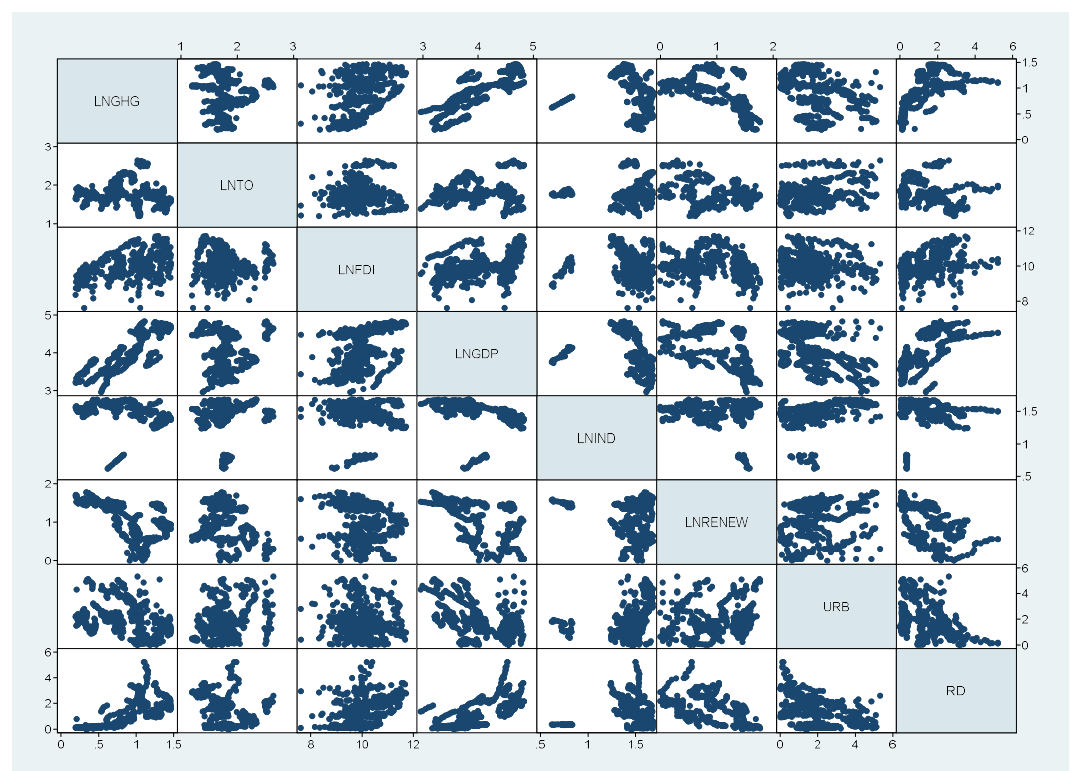 1 2 3 3 4 5 0 1 2 0 2 4 6
LNGHG 1.5
1
.5
0
3
2 LNTO
1
LNFDI 12
10
8
5
4 LNGDP
3
LNIND 1.5
1
.5
2
1 LNRENEW
0
URB 6
4
2
0
6
4 RD
2
0
0 .5 1 1.5 8 10 12 .5 1 1.5 0 2 4 6